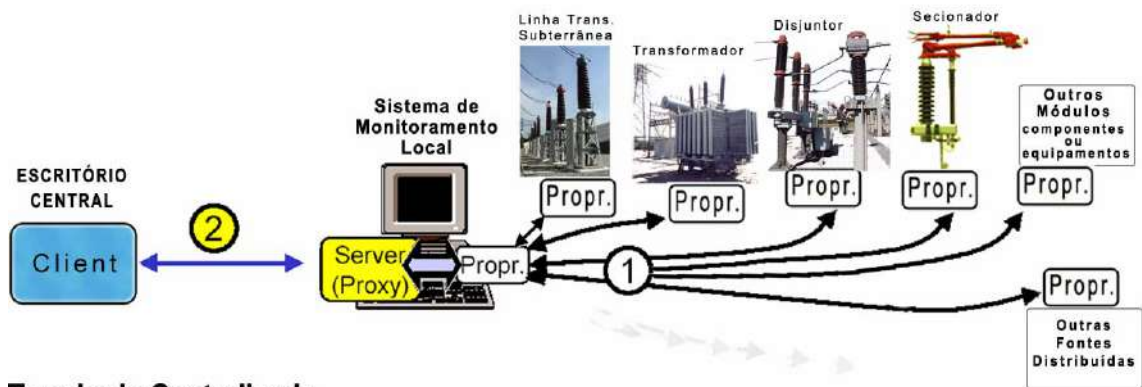 Linha Trans.
Subterrânea
Transformador
Disjuntor
Secionador
Outros
Módulos
componentes
ou
equipamentos
Sistema de
Monitoramento
Local
ESCRITÓRIO
CENTRAL
Propr.
Propr.
Propr.
Propr.
Propr.
2
Client
Server
(Proxy)
Propr.
1
Propr.
Outras
Fontes
Distribuídas